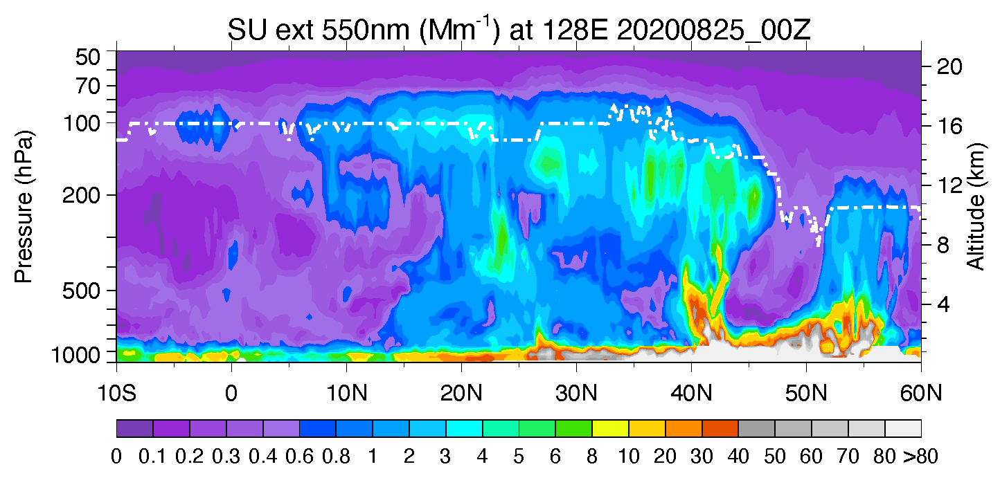 SU ext 550nm (Mm-1) at 128E 20200825_00Z
Pressure (hPa)
50
70
100
200
500
1000
20
16
12
8
4
Altitude (km)
10S 0 10N 20N 30N 40N 50N 60N
0 0.1 0.2 0.3 0.4 0.6 0.8 1 2 3 4 5 6 8 10 20 30 40 50 60 70 80 >80